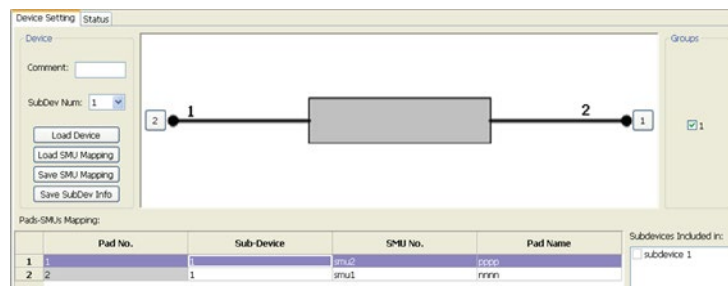 Device Setting Status
Device
Groups
Comment:
SubDev Num: 1
1
2
2
1
1
Load Device
Load SMU Mapping
Save SMU Mapping
Save SubDev Info
Pads-SMUs Mapping:
Pad No. Sub-Device SMU No. Pad Name
1 1 1 smu2 pppp
2 2 1 smu1 nnnn
Subdevices Included in:
subdevice 1